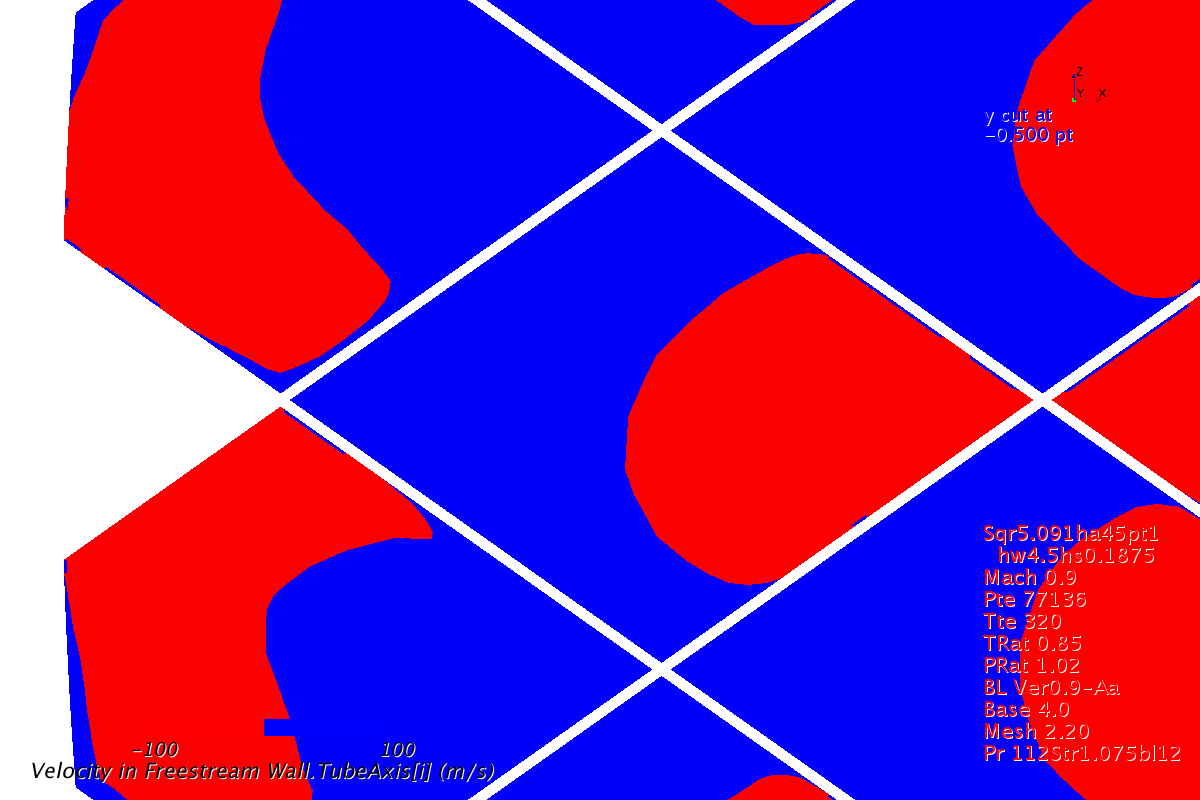 Z
Y X
y cut at
-0.500 pt
Sqr5.091ha45pt1
hw4.5hs0.1875
Mach 0.9
Pte 77136
Tte 320
TRat 0.85
PRat 1.02
BL Ver0.9-Aa
Base 4.0
Mesh 2.20
Pr 112Str1.075bl12
-100 100
Velocity in Freestream Wall.TubeAxis[i] (m/s)